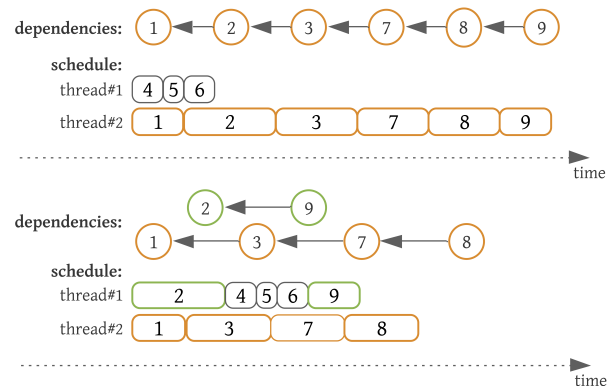 dependencies: 1 2 3 7 8 9
schedule:
thread#1 4 5 6
thread#2 1 2 3 7 8 9
time
2 9
dependencies: 1 3 7 8
schedule:
thread#1 2 4 5 6 9
thread#2 1 3 7 8
time